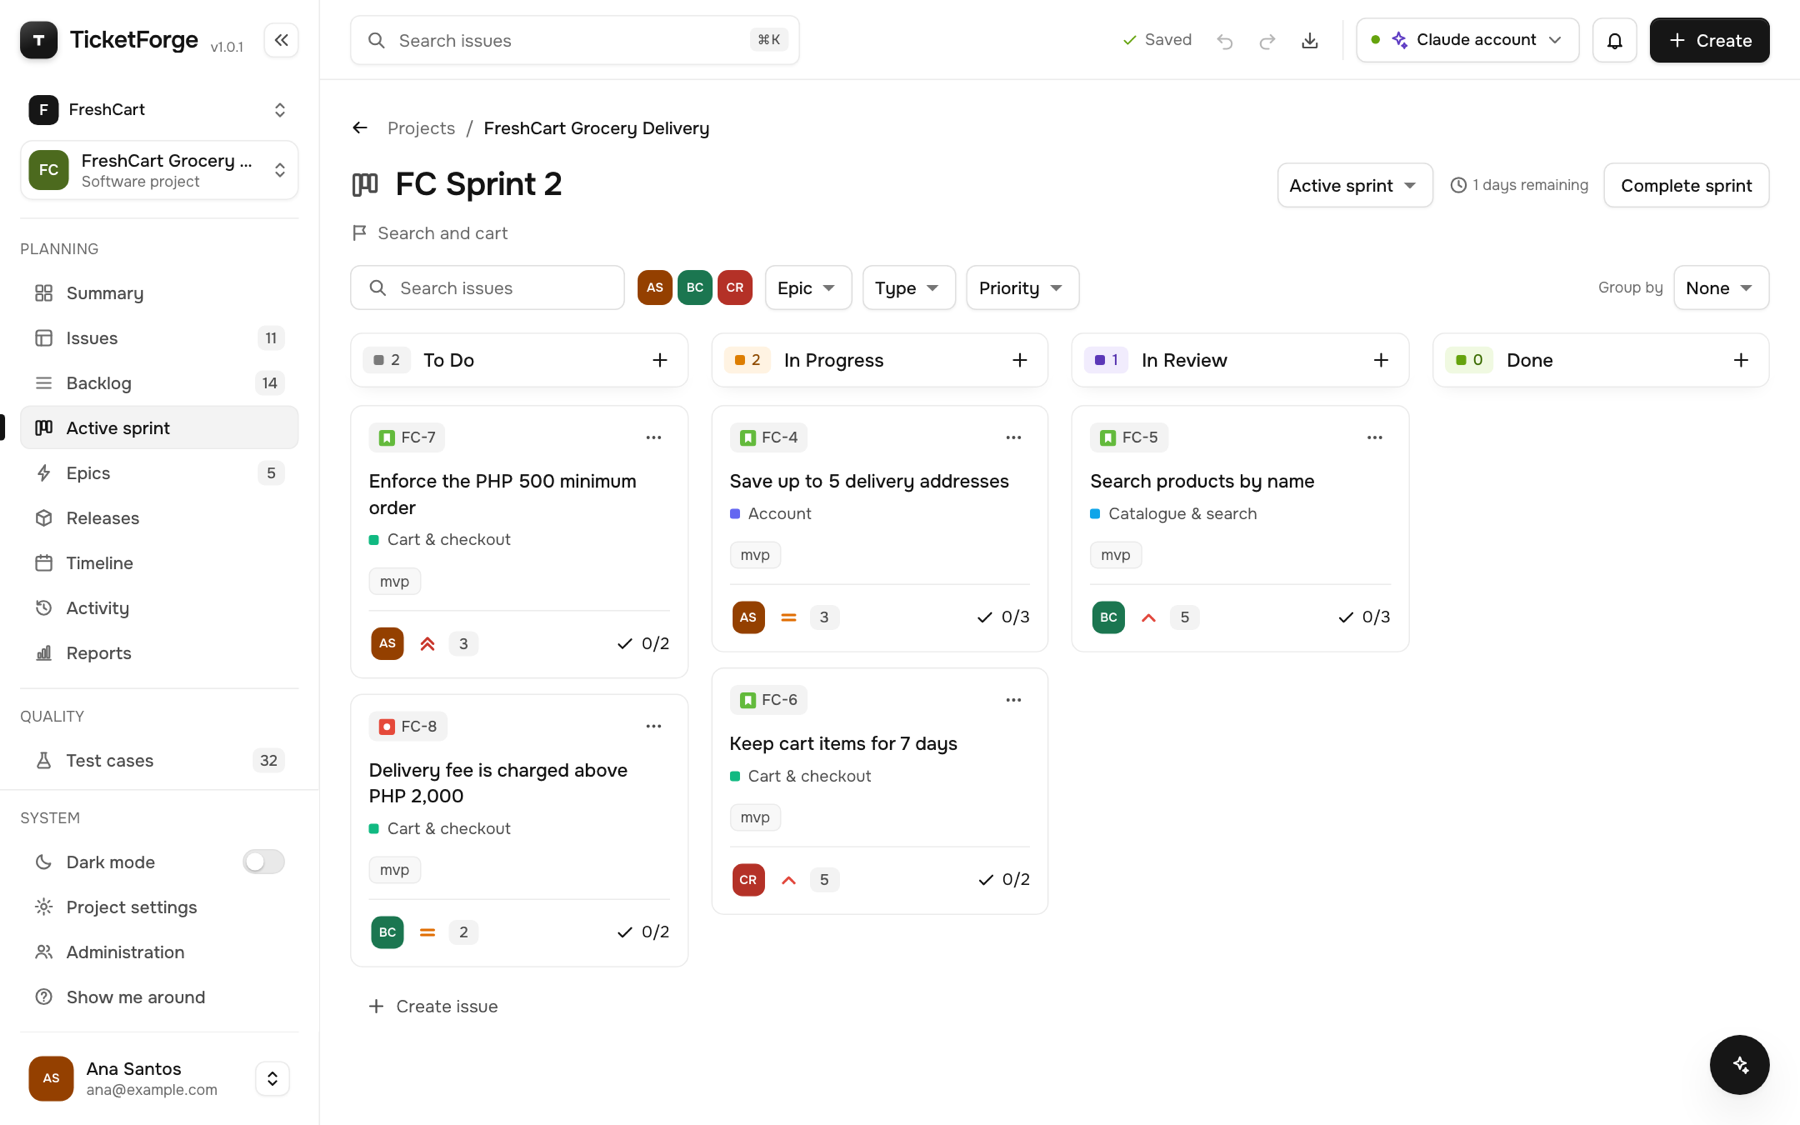 T TicketForge v1.0.1
F FreshCart
FC FreshCart Grocery ...
Software project
PLANNING
Summary
Issues 11
Backlog 14
Active sprint
Epics 5
Releases
Timeline
Activity
Reports
QUALITY
Test cases 32
SYSTEM
Dark mode
Project settings
Administration
Show me around
AS Ana Santos
ana@example.com
Search issues ⌘K
Saved
Claude account
+ Create
Projects / FreshCart Grocery Delivery
FC Sprint 2
Active sprint
1 days remaining
Complete sprint
Search and cart
Search issues
AS BC CR
Epic
Type
Priority
Group by None
2 To Do
FC-7
Enforce the PHP 500 minimum
order
Cart & checkout
mvp
AS 3 0/2
FC-8
Delivery fee is charged above
PHP 2,000
Cart & checkout
mvp
BC 2 0/2
+ Create issue
2 In Progress
FC-4
Save up to 5 delivery addresses
Account
mvp
AS 3 0/3
FC-6
Keep cart items for 7 days
Cart & checkout
mvp
CR 5 0/2
1 In Review
FC-5
Search products by name
Catalogue & search
mvp
BC 5 0/3
0 Done